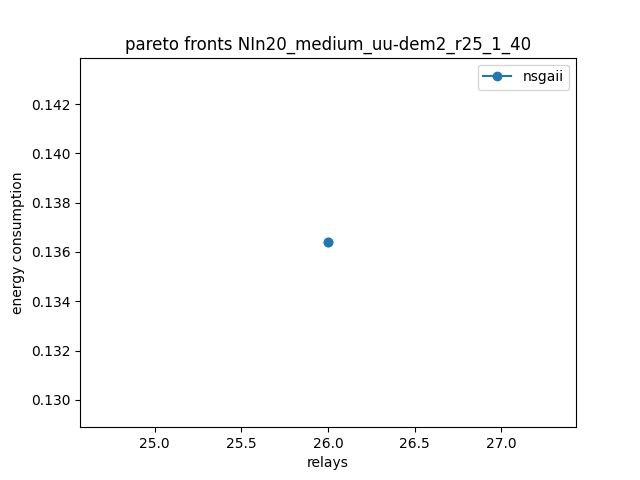 pareto fronts NIn20_medium_uu-dem2_r25_1_40
nsgaii
0.142
0.140
0.138
0.136
0.134
0.132
0.130
energy consumption
25.0 25.5 26.0 26.5 27.0
relays